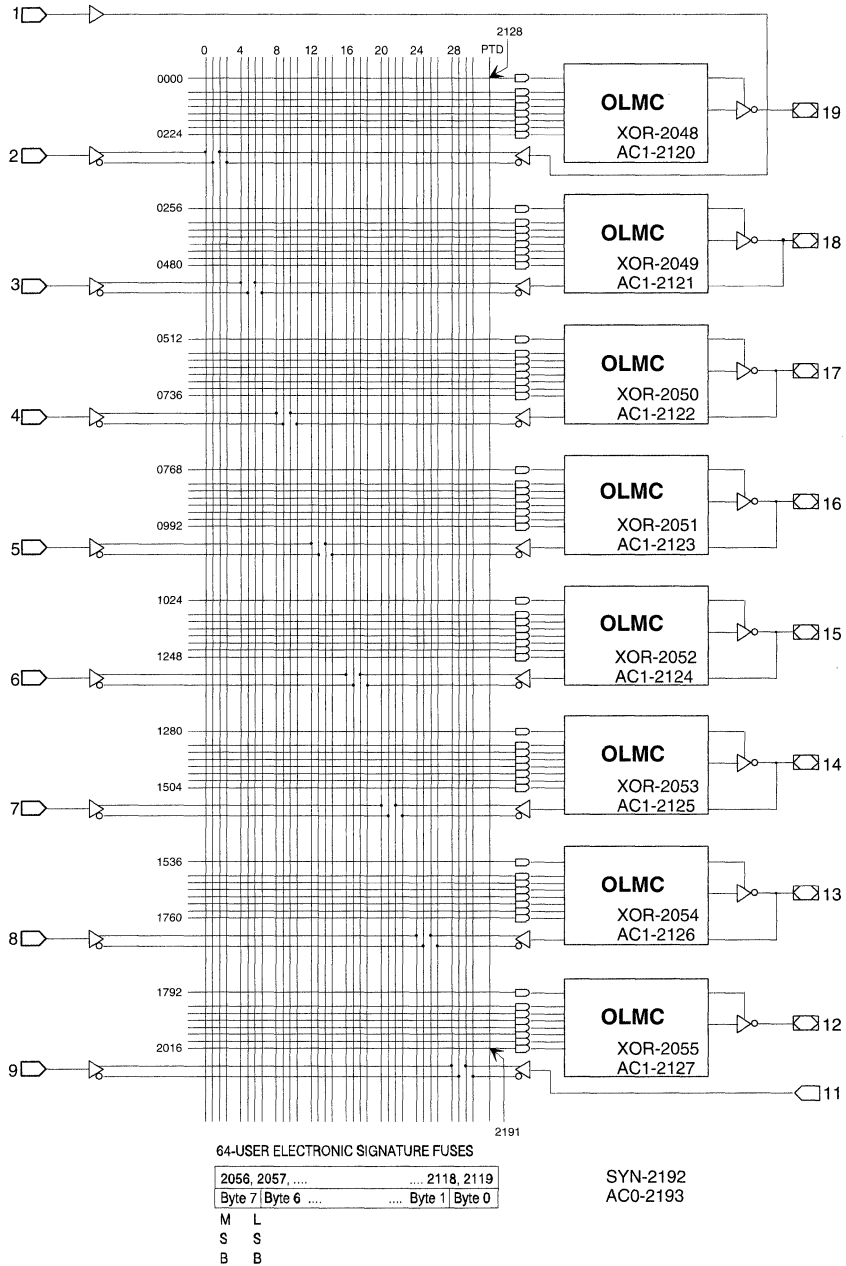 1
2128
0 4 8 12 16 20 24 28 PTD
0000
OLMC
XOR-2048
AC1-2120
19
0224
2
0256
OLMC
XOR-2049
AC1-2121
18
0480
3
0512
OLMC
XOR-2050
AC1-2122
17
0736
4
0768
OLMC
XOR-2051
AC1-2123
16
0992
5
1024
OLMC
XOR-2052
AC1-2124
15
1248
6
1280
OLMC
XOR-2053
AC1-2125
14
1504
7
1536
OLMC
XOR-2054
AC1-2126
13
1760
8
1792
OLMC
XOR-2055
AC1-2127
12
2016
9
11
2191
64-USER ELECTRONIC SIGNATURE FUSES
2056, 2057, .... .... 2118, 2119
Byte 7 Byte 6 .... .... Byte 1 Byte 0
M L
S S
B B
SYN-2192
AC0-2193